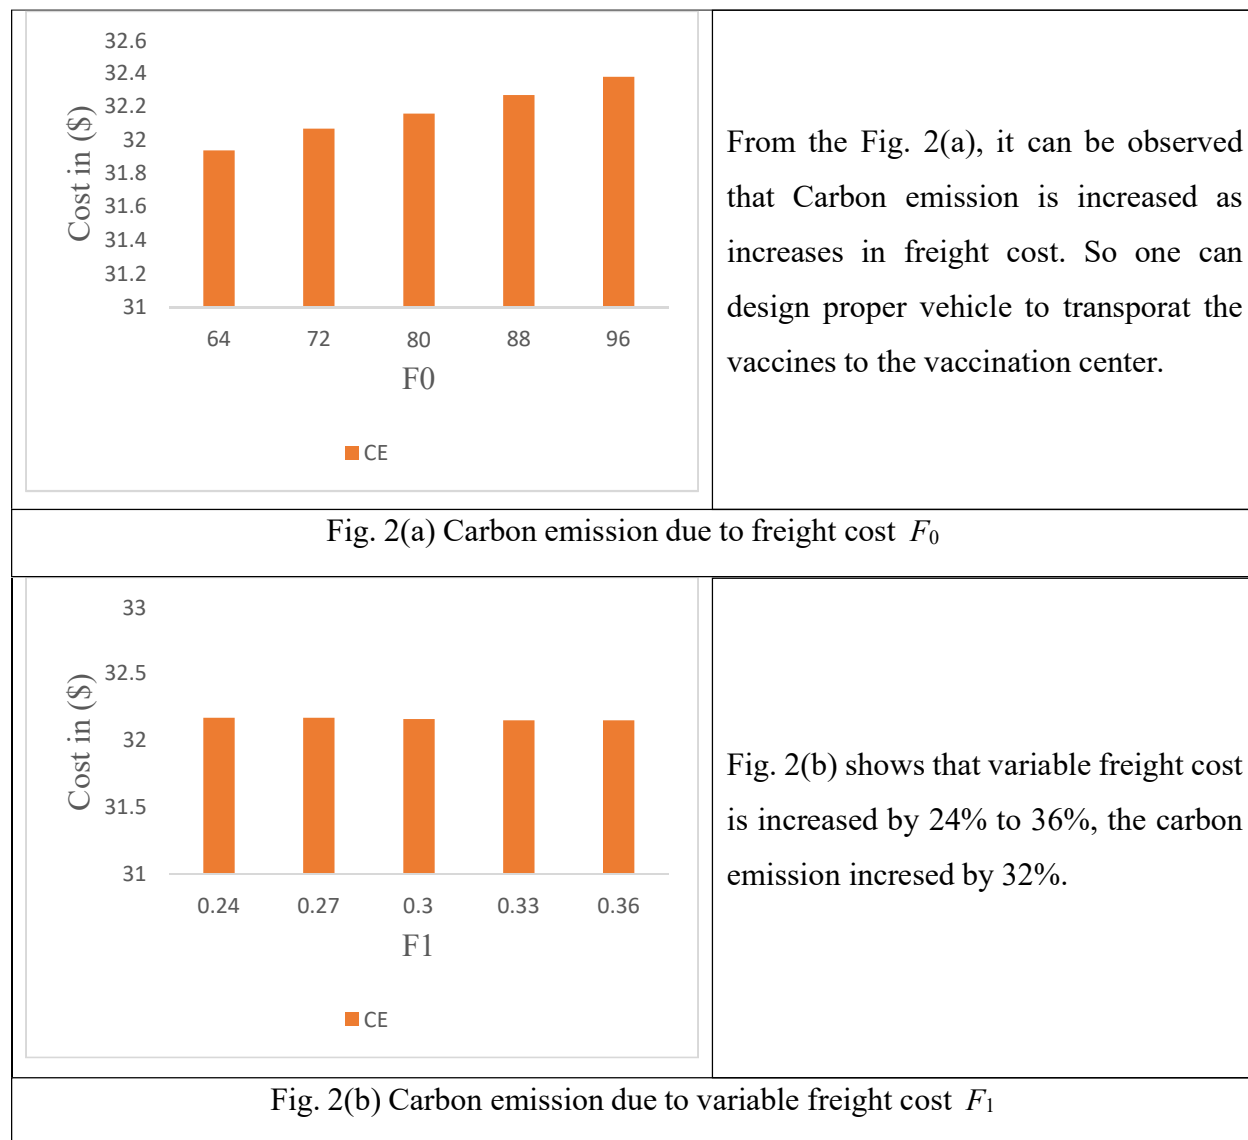 32.6
32.4
32.2
32
31.8
31.6
31.4
31.2
31
Cost in ($)
64 72 80 88 96
F0
CE
From the Fig. 2(a), it can be observed
that Carbon emission is increased as
increases in freight cost. So one can
design proper vehicle to transporat the
vaccines to the vaccination center.
Fig. 2(a) Carbon emission due to freight cost F0
33
32.5
32
31.5
31
Cost in ($)
0.24 0.27 0.3 0.33 0.36
F1
CE
Fig. 2(b) shows that variable freight cost
is increased by 24% to 36%, the carbon
emission incresed by 32%.
Fig. 2(b) Carbon emission due to variable freight cost F1